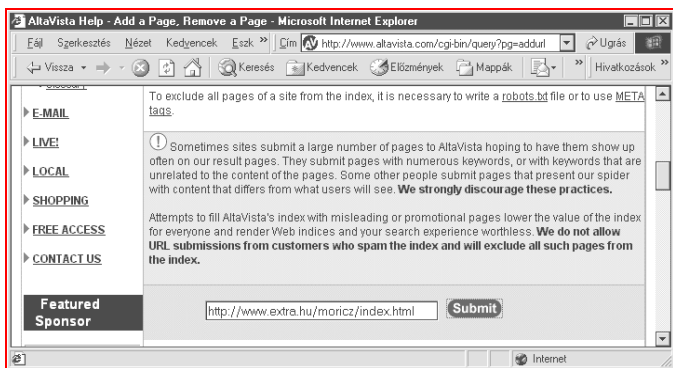 AltaVista Help - Add a Page, Remove a Page - Microsoft Internet Explorer
Fájl Szerkesztés Nézet Kedvencek Eszk » Cím http://www.altavista.com/cgi-bin/query?pg=addurl Ugrás
Vissza Keresés Kedvencek Előzmények Mappák » Hivatkozások »
Glossary
To exclude all pages of a site from the index, it is necessary to write a robots.txt file or to use META
tags.
E-MAIL
LIVE!
LOCAL
SHOPPING
FREE ACCESS
CONTACT US
Featured
Sponsor
Sometimes sites submit a large number of pages to AltaVista hoping to have them show up
often on our result pages. They submit pages with numerous keywords, or with keywords that are
unrelated to the content of the pages. Some other people submit pages that present our spider
with content that differs from what users will see. We strongly discourage these practices.
Attempts to fill AltaVista's index with misleading or promotional pages lower the value of the index
for everyone and render Web indices and your search experience worthless. We do not allow
URL submissions from customers who spam the index and will exclude all such pages from
the index.
http://www.extra.hu/moricz/index.html Submit
Internet